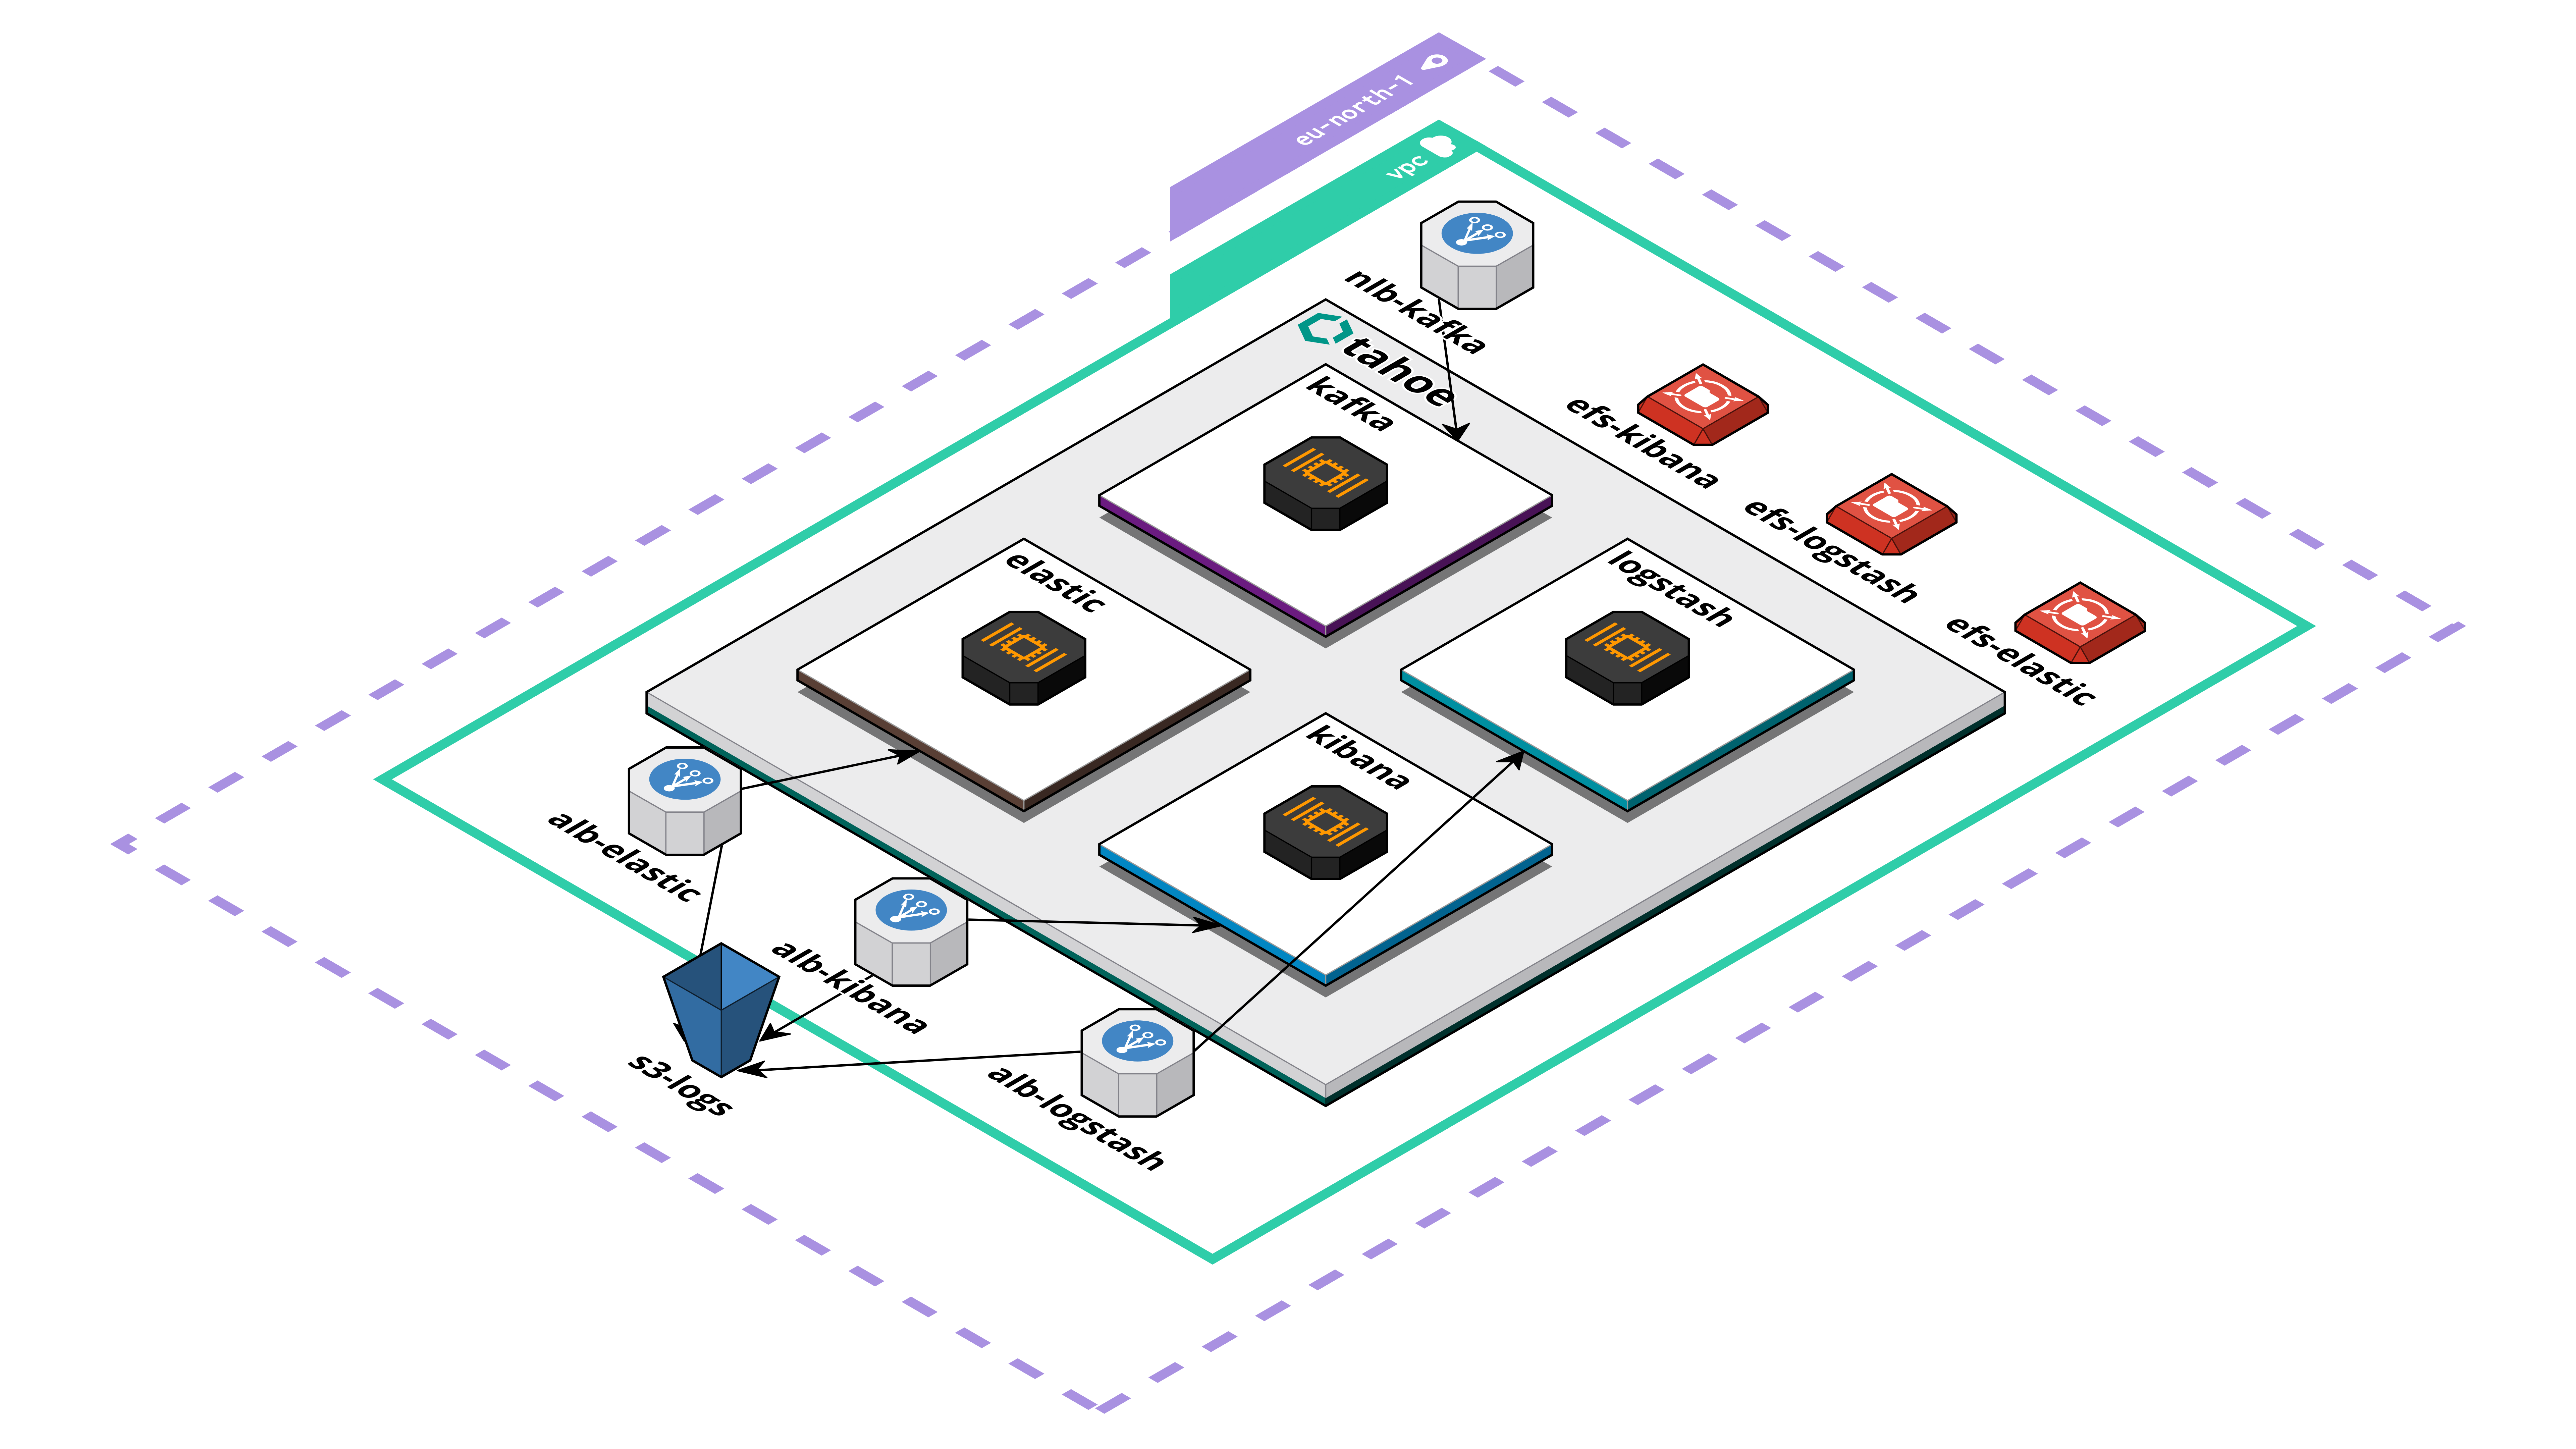 eu-north-1
vpc
nlb-kafka
tahoe
kafka
efs-kibana
efs-logstash
efs-elastic
elastic
logstash
kibana
alb-elastic
alb-kibana
alb-logstash
s3-logs